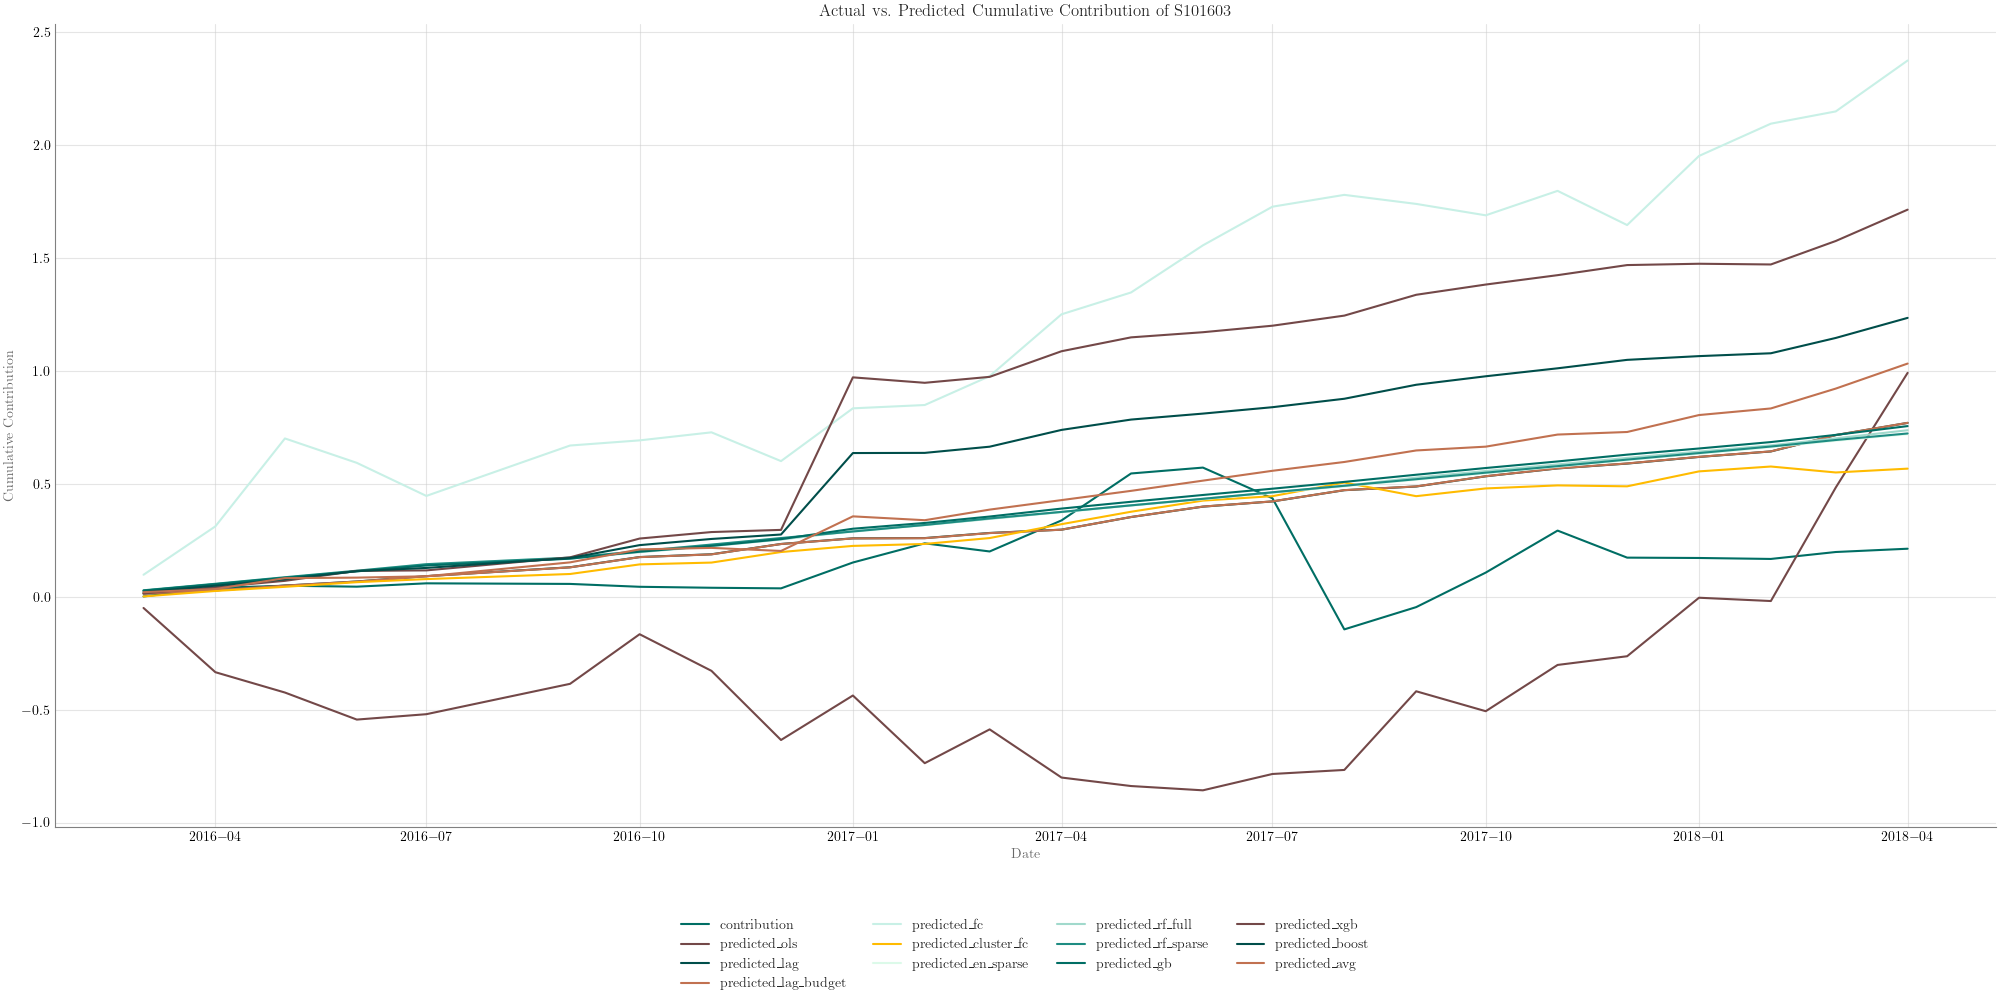 Actual vs. Predicted Cumulative Contribution of S101603
2.5
2.0
1.5
1.0
0.5
0.0
−0.5
−1.0
Cumulative Contribution
2016−04 2016−07 2016−10 2017−01 2017−04 2017−07 2017−10 2018−01 2018−04
Date
contribution predicted_fc predicted_rf_full predicted_xgb
predicted_ols predicted_cluster_fc predicted_rf_sparse predicted_boost
predicted_lag predicted_en_sparse predicted_gb predicted_avg
predicted_lag_budget